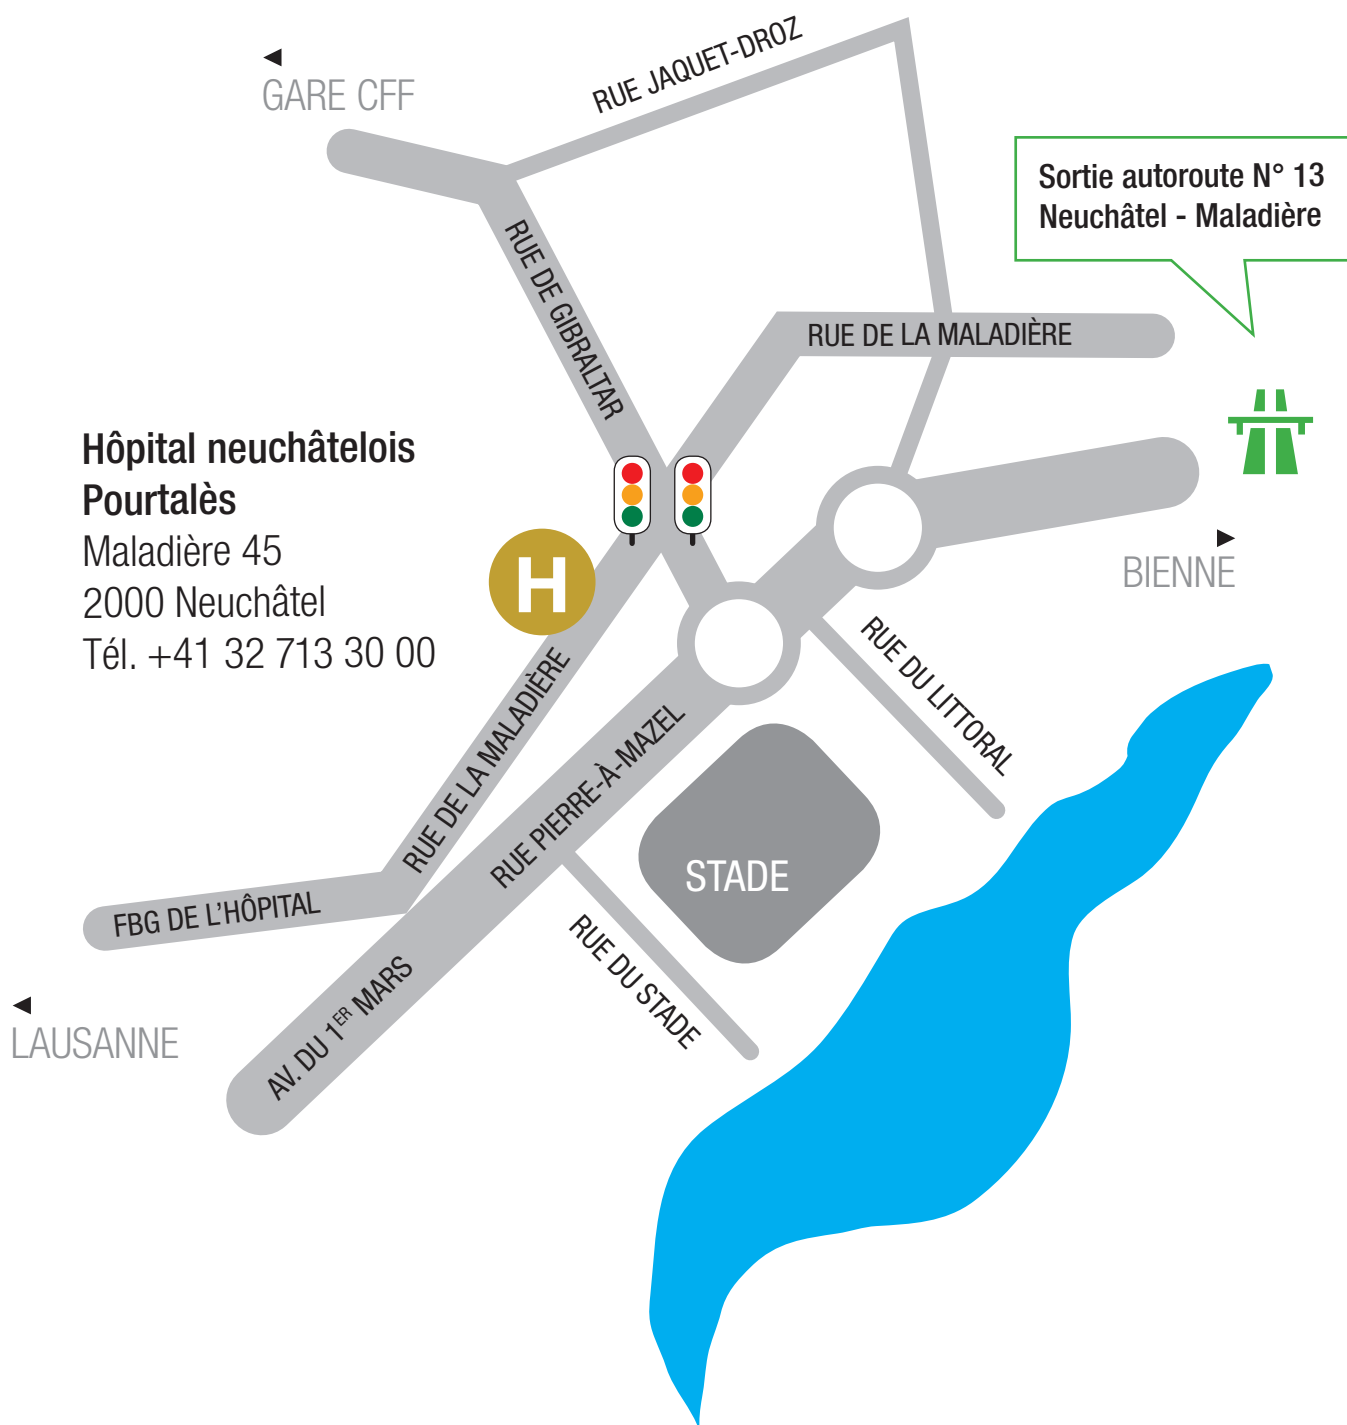 GARE CFF
RUE JAQUET-DROZ
Sortie autoroute N° 13
Neuchâtel - Maladière
RUE DE GIBRALTAR
RUE DE LA MALADIÈRE
Hôpital neuchâtelois
Pourtalès
Maladière 45
2000 Neuchâtel
Tél. +41 32 713 30 00
H
BIENNE
RUE DU LITTORAL
RUE DE LA MALADIÈRE
RUE PIERRE-À-MAZEL
STADE
FBG DE L'HÔPITAL
RUE DU STADE
AV. DU 1ER MARS
LAUSANNE